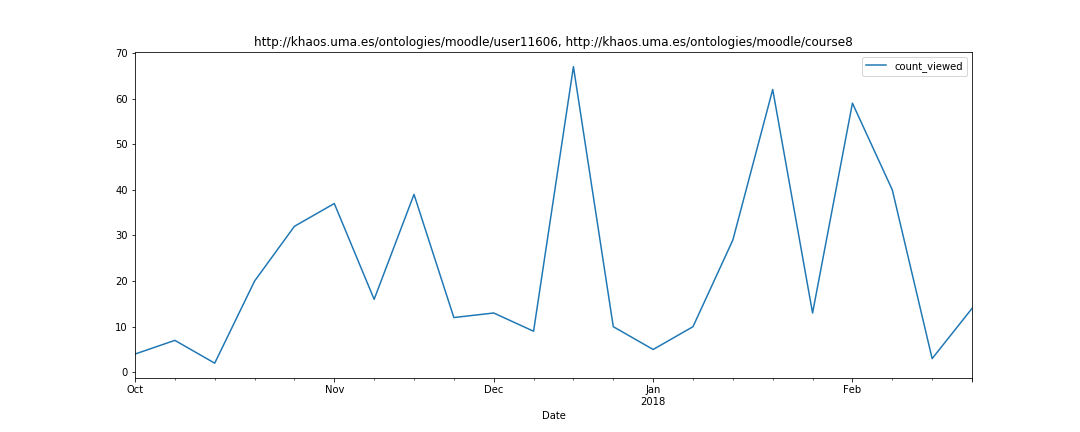 http://khaos.uma.es/ontologies/moodle/user11606, http://khaos.uma.es/ontologies/moodle/course8
count_viewed
70
60
50
40
30
20
10
0
Oct Nov Dec Jan Feb
2018
Date